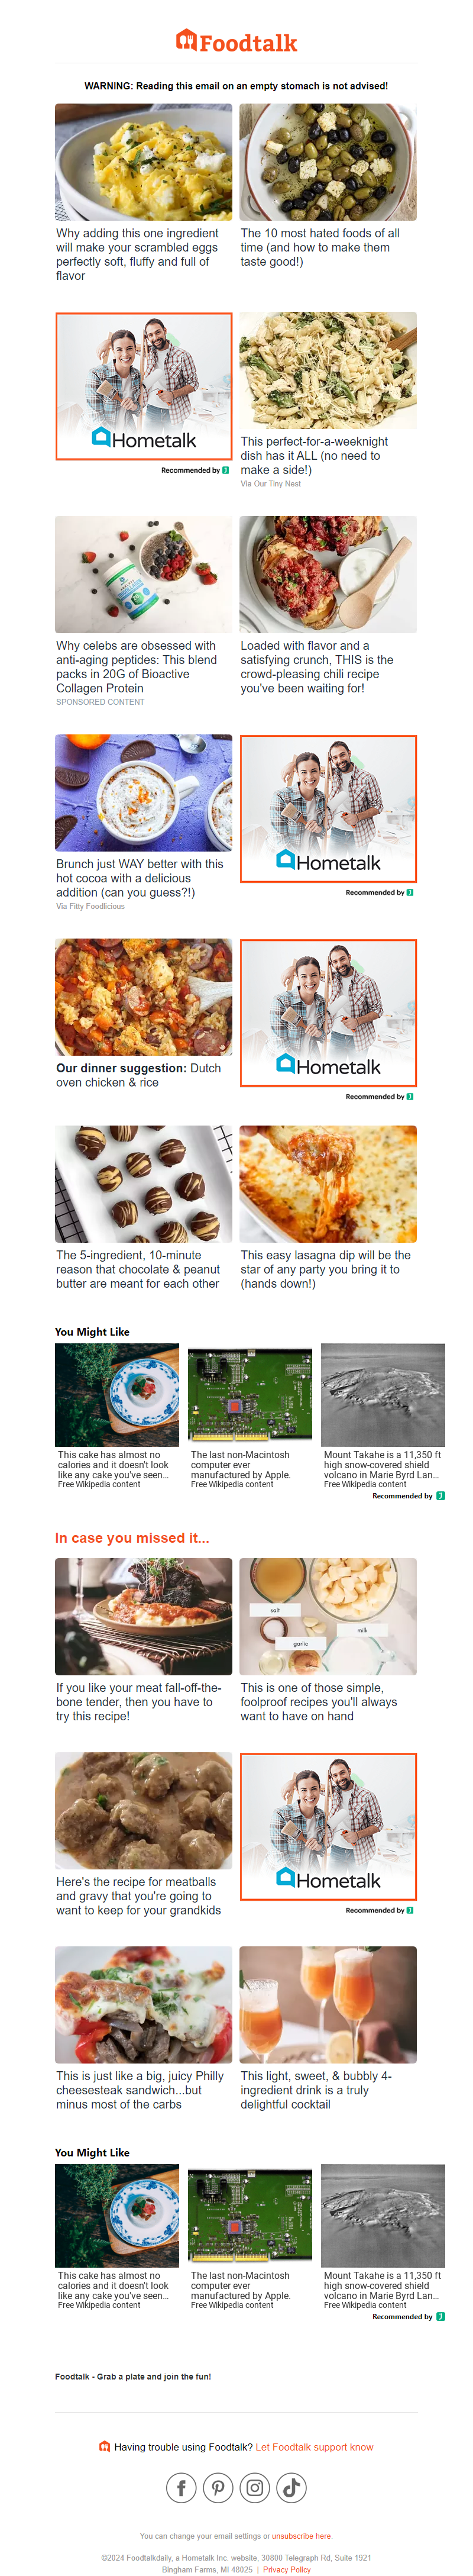 Foodtalk
WARNING: Reading this email on an empty stomach is not advised!
Why adding this one ingredient
will make your scrambled eggs
perfectly soft, fluffy and full of
flavor
The 10 most hated foods of all
time (and how to make them
taste good!)
Hometalk
Recommended by
This perfect-for-a-weeknight
dish has it ALL (no need to
make a side!)
Via Our Tiny Nest
Why celebs are obsessed with
anti-aging peptides: This blend
packs in 20G of Bioactive
Collagen Protein
SPONSORED CONTENT
Loaded with flavor and a
satisfying crunch, THIS is the
crowd-pleasing chili recipe
you've been waiting for!
Brunch just WAY better with this
hot cocoa with a delicious
addition (can you guess?!)
Via Fitty Foodlicious
Hometalk
Recommended by
Our dinner suggestion: Dutch
oven chicken & rice
Hometalk
Recommended by
The 5-ingredient, 10-minute
reason that chocolate & peanut
butter are meant for each other
This easy lasagna dip will be the
star of any party you bring it to
(hands down!)
You Might Like
This cake has almost no
calories and it doesn't look
like any cake you've seen...
Free Wikipedia content
The last non-Macintosh
computer ever
manufactured by Apple.
Free Wikipedia content
Mount Takahe is a 11,350 ft
high snow-covered shield
volcano in Marie Byrd Lan...
Free Wikipedia content
Recommended by
In case you missed it...
salt
milk
garlic
If you like your meat fall-off-the-
bone tender, then you have to
try this recipe!
This is one of those simple,
foolproof recipes you'll always
want to have on hand
Here's the recipe for meatballs
and gravy that you're going to
want to keep for your grandkids
Hometalk
Recommended by
This is just like a big, juicy Philly
cheesesteak sandwich...but
minus most of the carbs
This light, sweet, & bubbly 4-
ingredient drink is a truly
delightful cocktail
You Might Like
This cake has almost no
calories and it doesn't look
like any cake you've seen...
Free Wikipedia content
The last non-Macintosh
computer ever
manufactured by Apple.
Free Wikipedia content
Mount Takahe is a 11,350 ft
high snow-covered shield
volcano in Marie Byrd Lan...
Free Wikipedia content
Recommended by
Foodtalk - Grab a plate and join the fun!
Having trouble using Foodtalk? Let Foodtalk support know
You can change your email settings or unsubscribe here.
©2024 Foodtalkdaily, a Hometalk Inc. website, 30800 Telegraph Rd, Suite 1921
Bingham Farms, MI 48025 | Privacy Policy